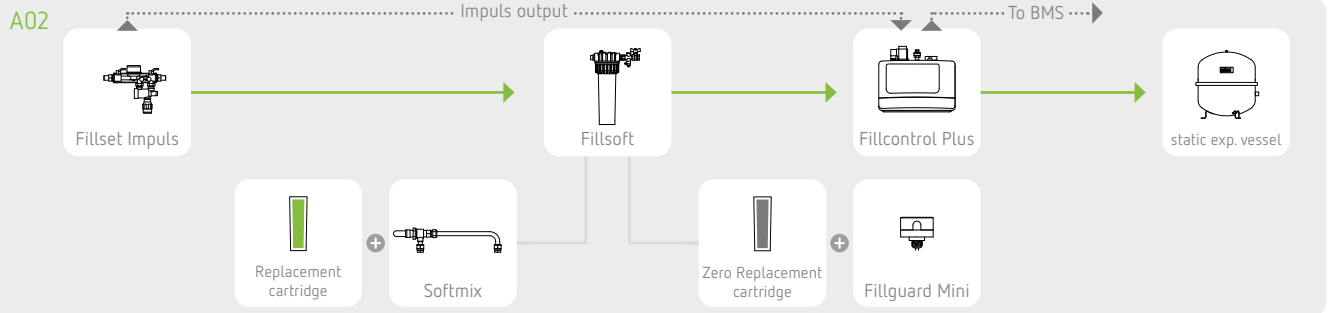 A02
Impuls output
To BMS
Fillset Impuls
Fillsoft
Fillcontrol Plus
static exp. vessel
Replacement
cartridge
Softmix
Zero Replacement
cartridge
Fillguard Mini